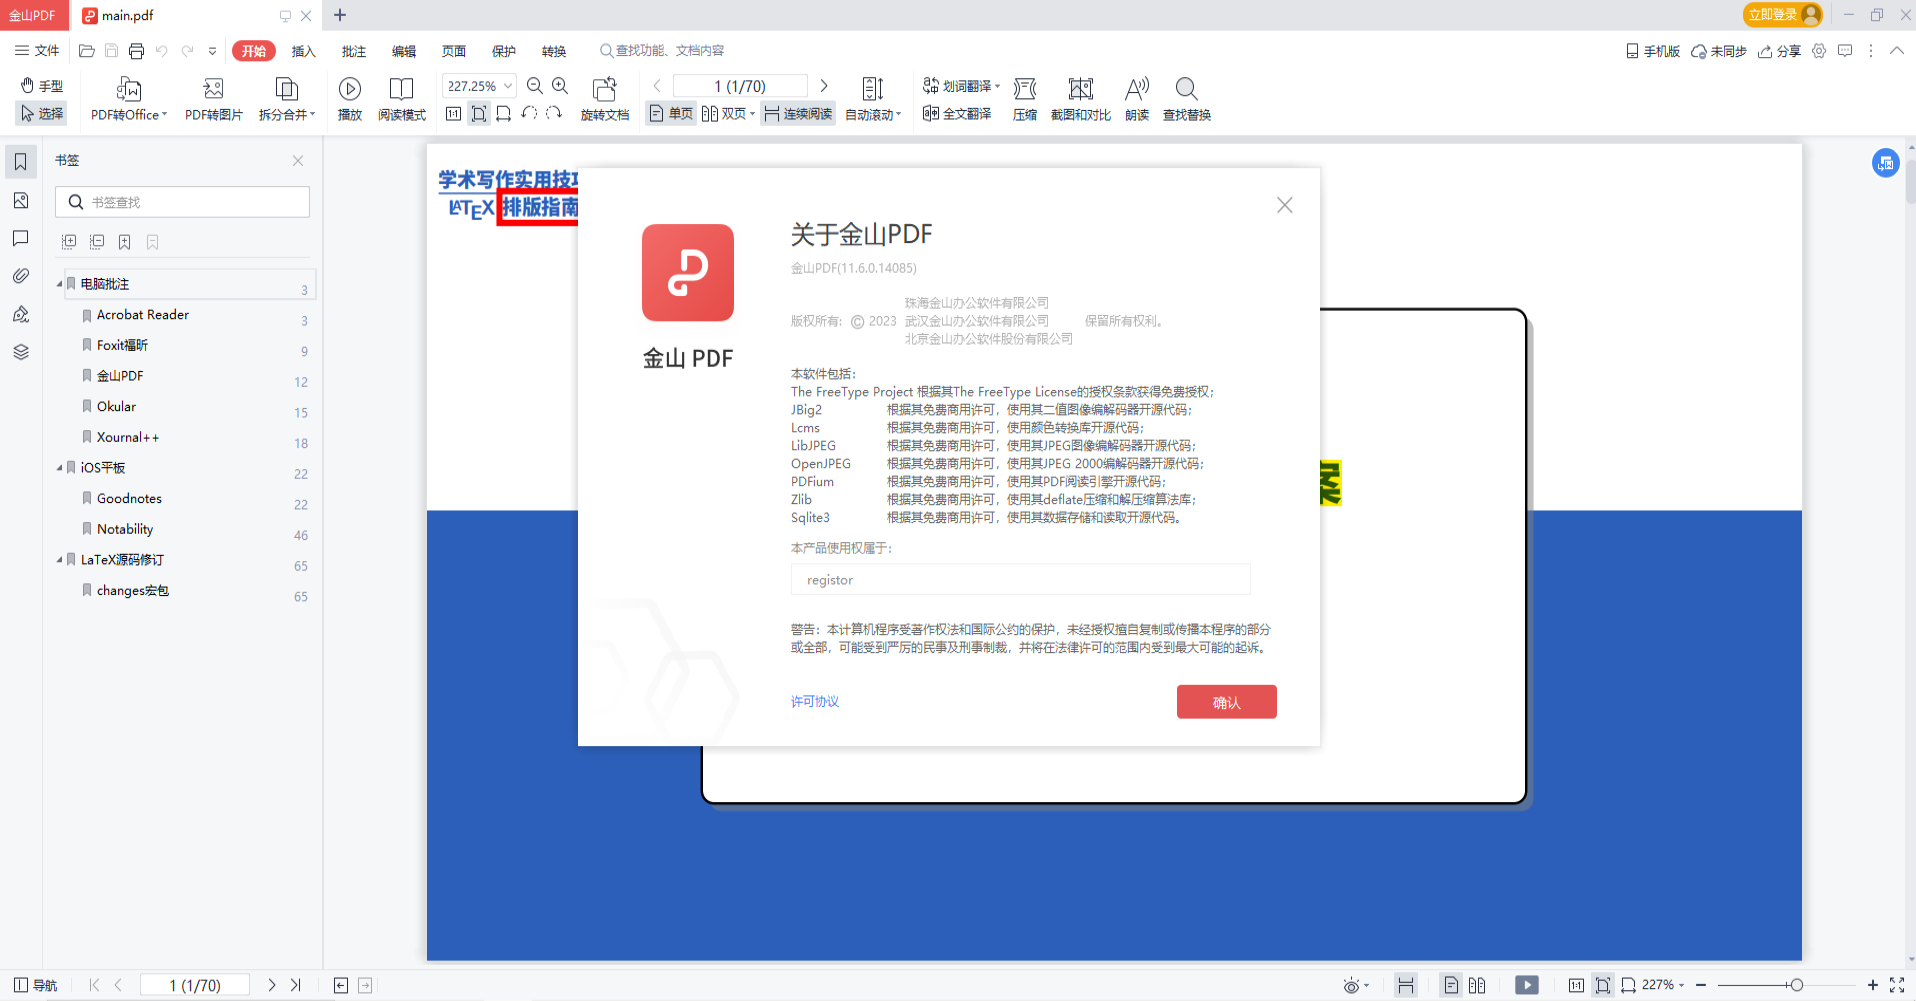 金山PDF
main.pdf
立即登录
文件
开始
插入
批注
编辑
页面
保护
转换
查找功能、文档内容
手机版
未同步
分享
手型
选择
PDF转Office
PDF转图片
拆分合并
播放
阅读模式
227.25%
旋转文档
1 (1/70)
单页
双页
连续阅读
自动滚动
划词翻译
全文翻译
压缩
截图和对比
朗读
查找替换
书签
书签查找
电脑批注 3
Acrobat Reader 3
Foxit福昕 9
金山PDF 12
Okular 15
Xournal++ 18
iOS平板 22
Goodnotes 22
Notability 46
LaTeX源码修订 65
changes宏包 65
学术写作实用技
LATEX 排版指南
金山 PDF
关于金山PDF
金山PDF(11.6.0.14085)
珠海金山办公软件有限公司
版权所有: © 2023 武汉金山办公软件有限公司 保留所有权利。
北京金山办公软件股份有限公司
本软件包括：
The FreeType Project 根据其The FreeType License的授权条款获得免费授权；
JBig2 根据其免费商用许可，使用其二值图像编解码器开源代码；
Lcms 根据其免费商用许可，使用颜色转换库开源代码；
LibJPEG 根据其免费商用许可，使用其JPEG图像编解码器开源代码；
OpenJPEG 根据其免费商用许可，使用其JPEG 2000编解码器开源代码；
PDFium 根据其免费商用许可，使用其PDF阅读引擎开源代码；
Zlib 根据其免费商用许可，使用其deflate压缩和解压缩算法库；
Sqlite3 根据其免费商用许可，使用其数据存储和读取开源代码。
本产品使用权属于：
registor
警告：本计算机程序受著作权法和国际公约的保护，未经授权擅自复制或传播本程序的部分
或全部，可能受到严厉的民事及刑事制裁，并将在法律许可的范围内受到最大可能的起诉。
许可协议
确认
导航
1 (1/70)
227%